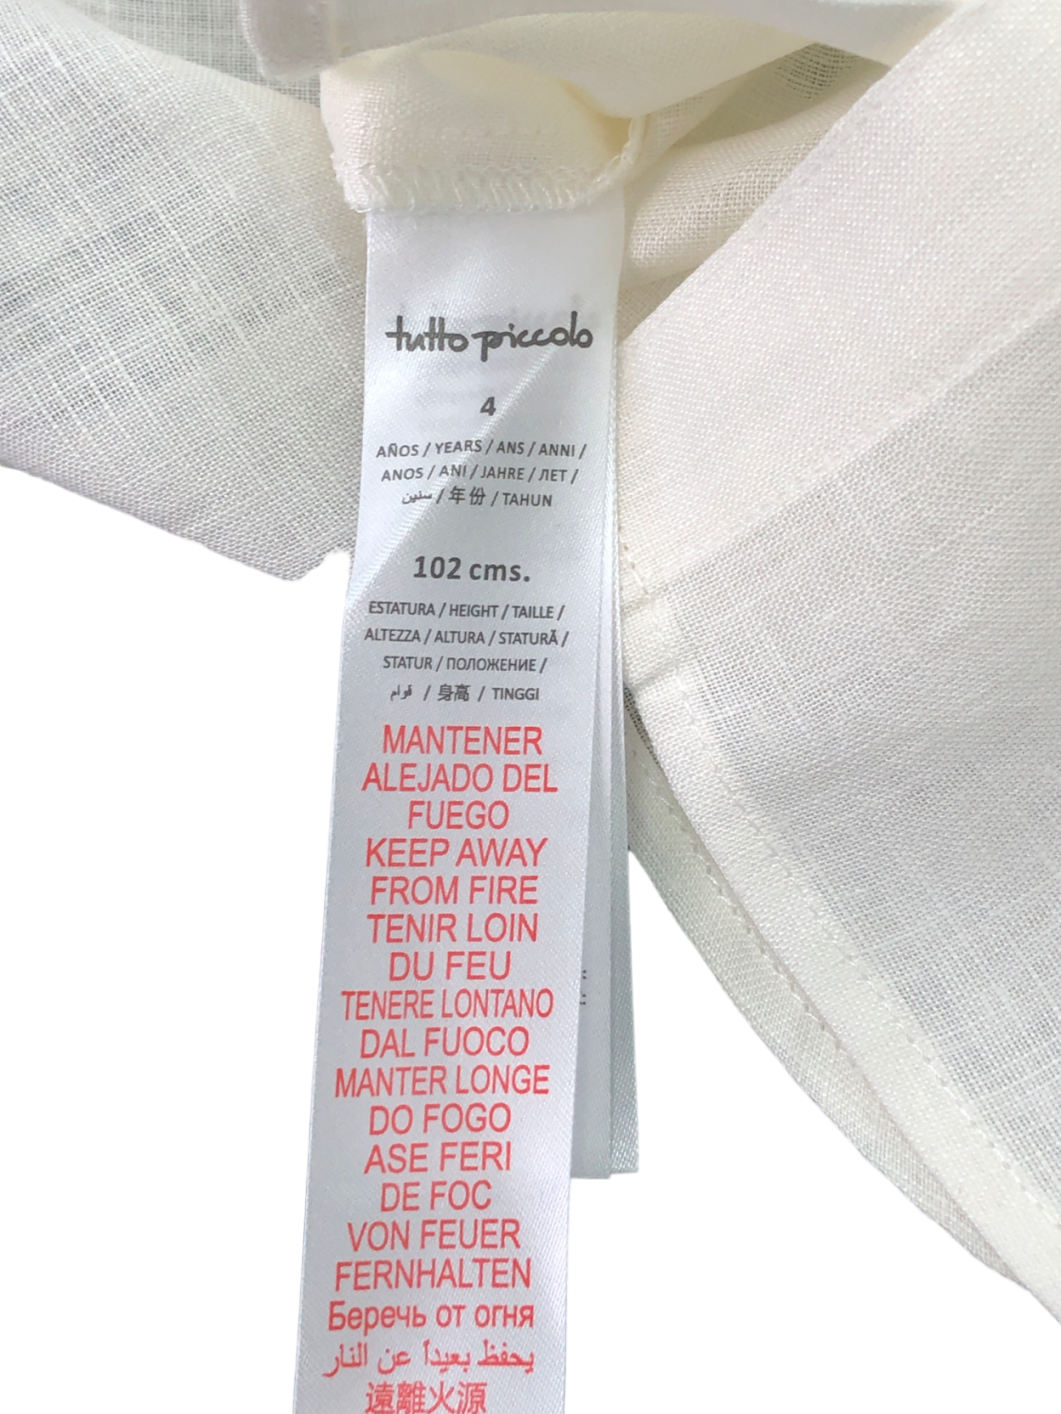 tutto piccolo
4
AÑOS / YEARS / ANS / ANNI /
ANOS / ANI / JAHRE / ЛЕТ /
سنين / 年份 / TAHUN
102 cms.
ESTATURA / HEIGHT / TAILLE /
ALTEZZA / ALTURA / STATURĂ /
STATUR / ПОЛОЖЕНИЕ /
قوام / 身高 / TINGGI
MANTENER
ALEJADO DEL
FUEGO
KEEP AWAY
FROM FIRE
TENIR LOIN
DU FEU
TENERE LONTANO
DAL FUOCO
MANTER LONGE
DO FOGO
ASE FERI
DE FOC
VON FEUER
FERNHALTEN
Беречь от огня
يحفظ بعيداً عن النار
遠離火源